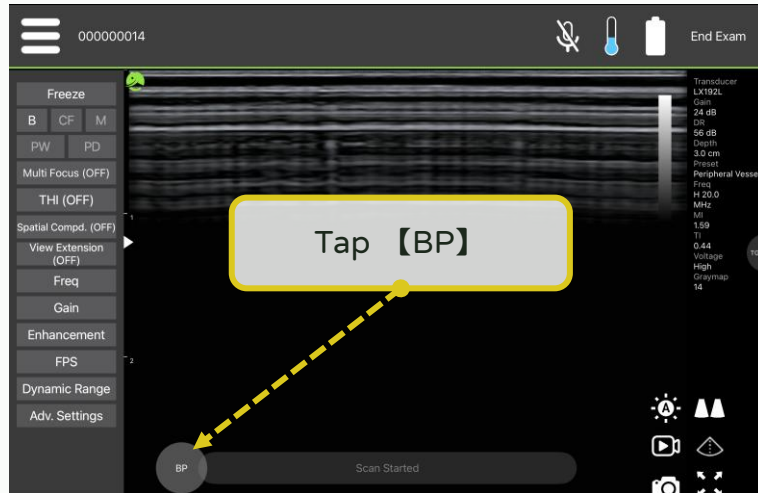 000000014
End Exam
Freeze
B CF M
PW PD
Multi Focus (OFF)
THI (OFF)
Spatial Compd. (OFF)
View Extension
(OFF)
Freq
Gain
Enhancement
FPS
Dynamic Range
Adv. Settings
1
2
Tap 【BP】
BP
Scan Started
Transducer
LX192L
Gain
24 dB
DR
56 dB
Depth
3.0 cm
Preset
Peripheral Vesse
Freq
H 20.0
MHz
MI
1.59
TI
0.44
Voltage
High
Graymap
14
A